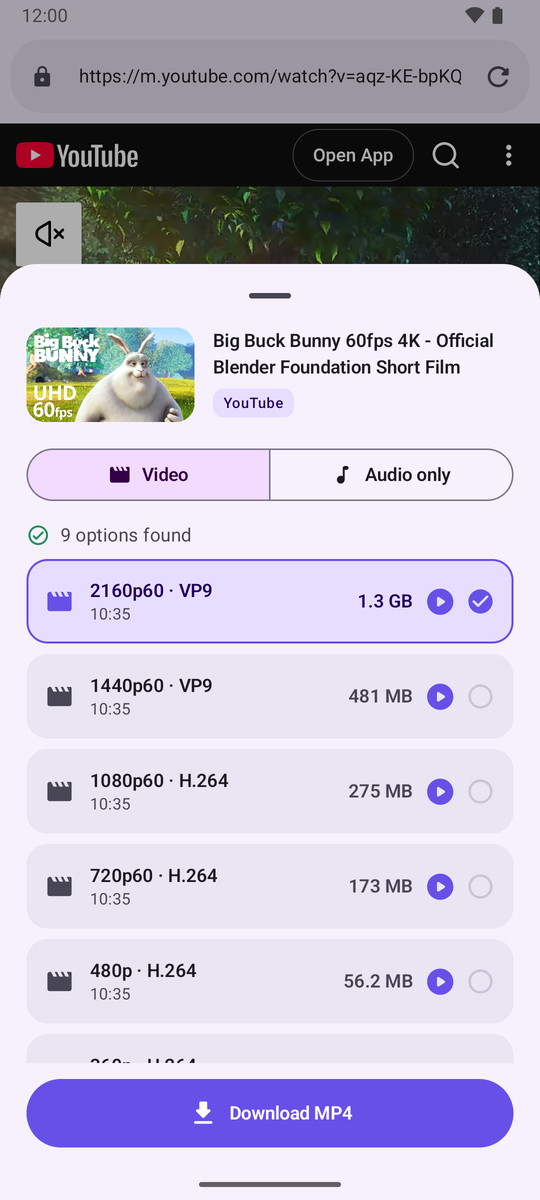 12:00
https://m.youtube.com/watch?v=aqz-KE-bpKQ
YouTube
Open App
Big Buck
BUNNY
UHD
60fps
Big Buck Bunny 60fps 4K - Official
Blender Foundation Short Film
YouTube
Video
Audio only
9 options found
2160p60 · VP9
10:35
1.3 GB
1440p60 · VP9
10:35
481 MB
1080p60 · H.264
10:35
275 MB
720p60 · H.264
10:35
173 MB
480p · H.264
10:35
56.2 MB
Download MP4